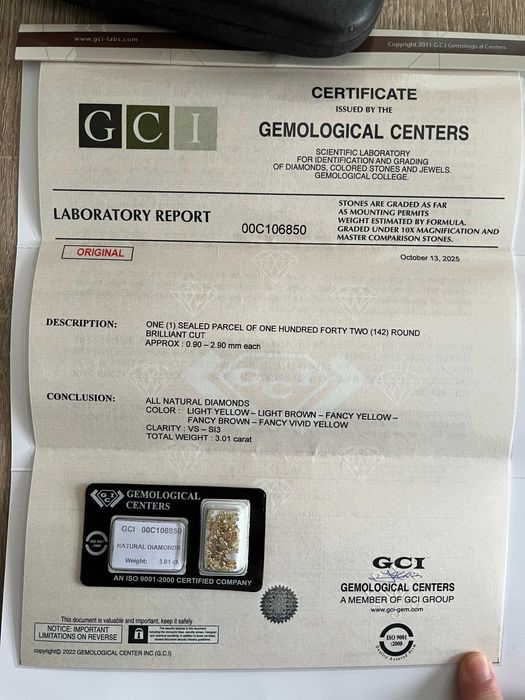 www.gci-labs.com
Copyright 2011 G.C.I Gemological Centers
GCI
CERTIFICATE
ISSUED BY THE
GEMOLOGICAL CENTERS
SCIENTIFIC LABORATORY
FOR IDENTIFICATION AND GRADING
OF DIAMONDS, COLORED STONES AND JEWELS.
GEMOLOGICAL COLLEGE.
LABORATORY REPORT
00C106850
STONES ARE GRADED AS FAR
AS MOUNTING PERMITS
WEIGHT ESTIMATED BY FORMULA.
GRADED UNDER 10X MAGNIFICATION AND
MASTER COMPARISON STONES.
ORIGINAL
October 13, 2025
DESCRIPTION:
ONE (1) SEALED PARCEL OF ONE HUNDRED FORTY TWO (142) ROUND
BRILLIANT CUT
APPROX : 0.90 – 2.90 mm each
GCI
CONCLUSION:
ALL NATURAL DIAMONDS
COLOR : LIGHT YELLOW – LIGHT BROWN – FANCY YELLOW –
FANCY BROWN – FANCY VIVID YELLOW
CLARITY : VS – SI3
TOTAL WEIGHT : 3.01 carat
GEMOLOGICAL
CENTERS
GCI 00C106850
NATURAL DIAMONDS
Weight: 3.01 ct.
AN ISO 9001-2000 CERTIFIED COMPANY
GCI
GEMOLOGICAL CENTERS
A MEMBER OF GCI GROUP
www.gci-gem.com
ISO 9001
:2000
Quality Assured Firm
This document is valuable and important, keep it safely
NOTICE: IMPORTANT
LIMITATIONS ON REVERSE
copyright © 2022 GEMOLOGICAL CENTER INC (G.C.I)